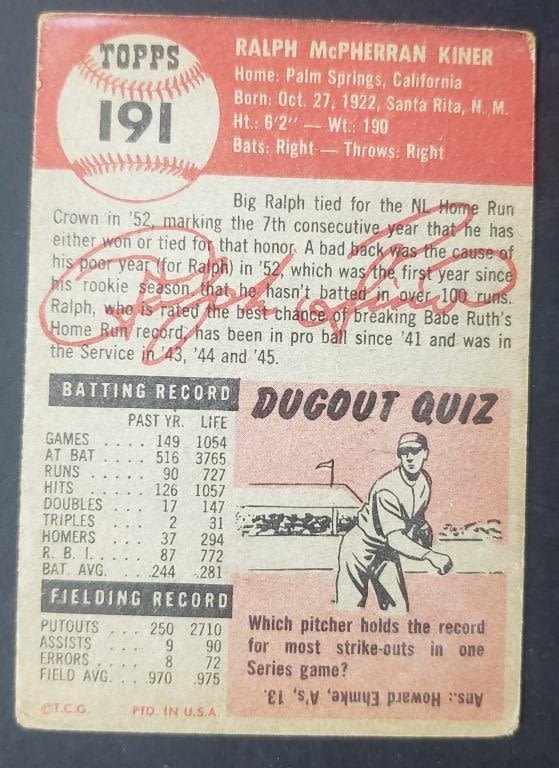 TOPPS
191
RALPH McPHERRAN KINER
Home: Palm Springs, California
Born: Oct. 27, 1922, Santa Rita, N. M.
Ht.: 6'2" — Wt.: 190
Bats: Right — Throws: Right
Big Ralph tied for the NL Home Run
Crown in '52, marking the 7th consecutive year that he has
either won or tied for that honor. A bad back was the cause of
his poor year (for Ralph) in '52, which was the first year since
his rookie season that he hasn't batted in over 100 runs.
Ralph, who is rated the best chance of breaking Babe Ruth's
Home Run record, has been in pro ball since '41 and was in
the Service in '43, '44 and '45.
Ralph Kiner
BATTING RECORD
PAST YR. LIFE
GAMES .... 149 1054
AT BAT .... 516 3765
RUNS .... 90 727
HITS .... 126 1057
DOUBLES ... 17 147
TRIPLES ... 2 31
HOMERS ... 37 294
R. B. I. .... 87 772
BAT. AVG. ... .244 .281
FIELDING RECORD
PUTOUTS ... 250 2710
ASSISTS ... 9 90
ERRORS ... 8 72
FIELD AVG. .. .970 .975
DUGOUT QUIZ
Which pitcher holds the record
for most strike-outs in one
Series game?
Ans.: Howard Ehmke, A's, 13.
©T.C.G. PTD. IN U.S.A.